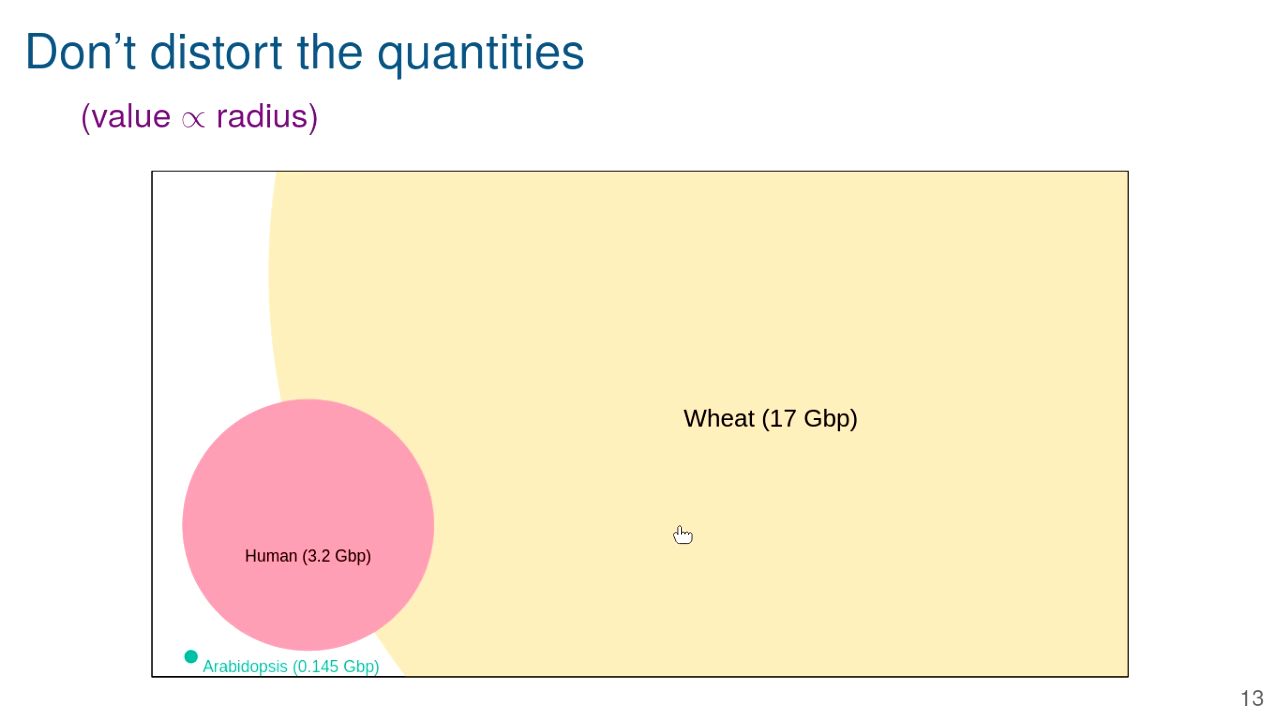 Don’t distort the quantities
(value ∝ radius)
Wheat (17 Gbp)
Human (3.2 Gbp)
Arabidopsis (0.145 Gbp)
13